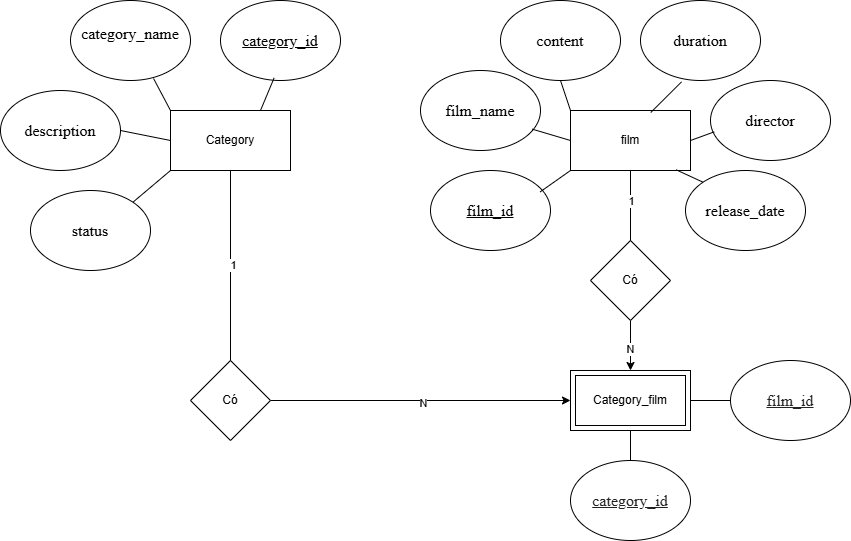 category_name
category_id
content
duration
description
Category
film_name
film
director
status
film_id
release_date
1
1
Có
N
Có
N
Category_film
film_id
category_id